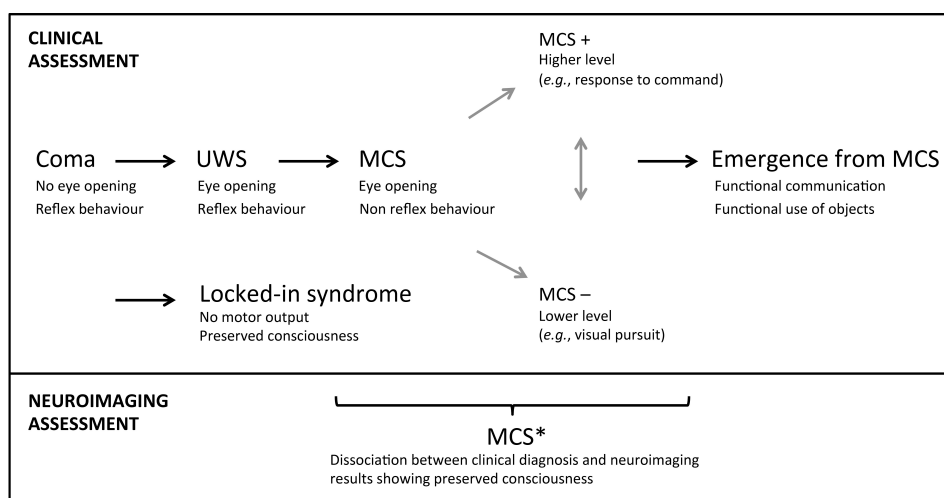 CLINICAL
ASSESSMENT
MCS +
Higher level
(e.g., response to command)
Coma
No eye opening
Reflex behaviour
UWS
Eye opening
Reflex behaviour
MCS
Eye opening
Non reflex behaviour
Emergence from MCS
Functional communication
Functional use of objects
Locked-in syndrome
No motor output
Preserved consciousness
MCS –
Lower level
(e.g., visual pursuit)
NEUROIMAGING
ASSESSMENT
MCS*
Dissociation between clinical diagnosis and neuroimaging
results showing preserved consciousness